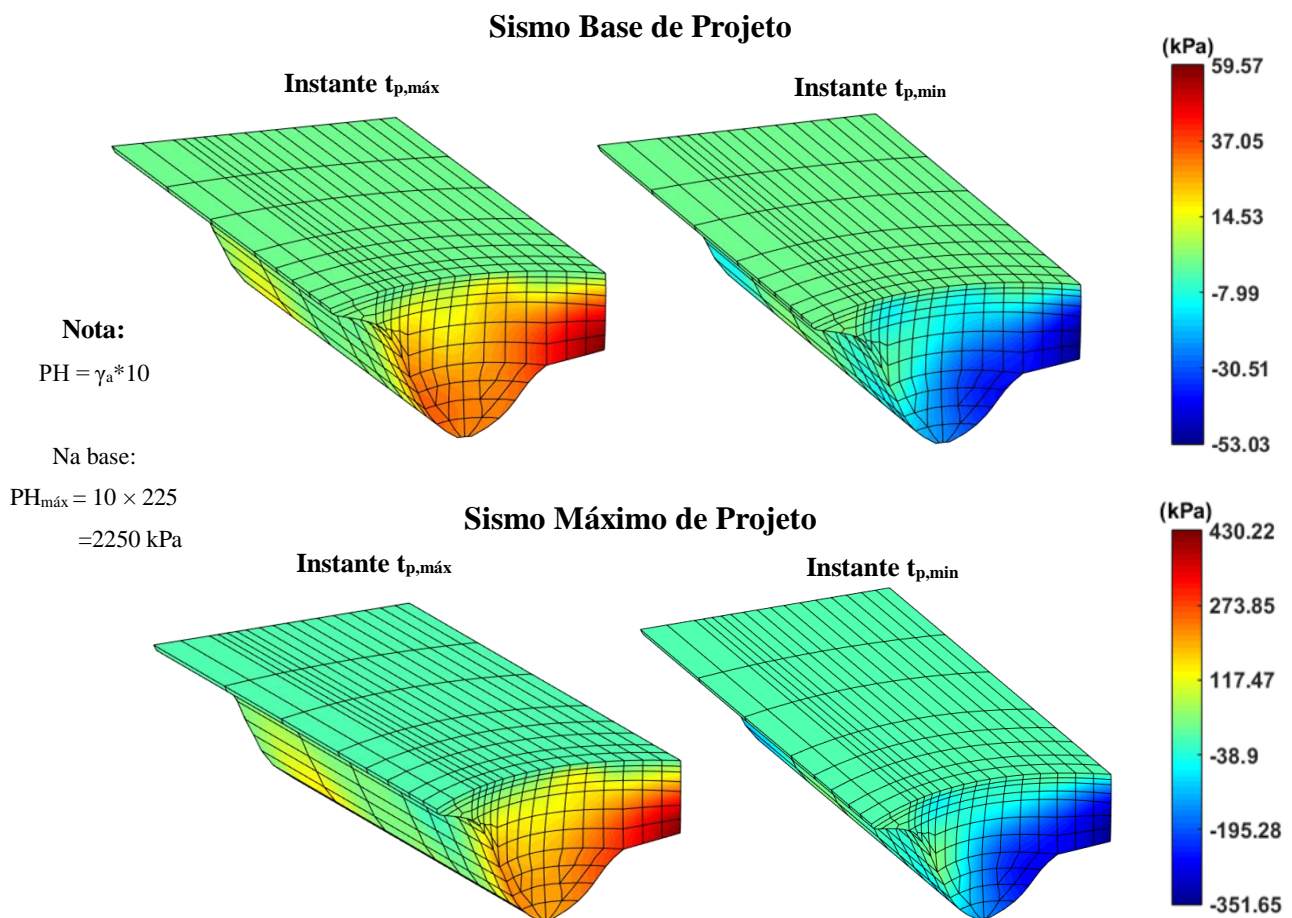 Sismo Base de Projeto
Instante tp,máx
Instante tp,min
(kPa)
59.57
37.05
14.53
-7.99
-30.51
-53.03
Nota:
PH = γa*10
Na base:
PHmáx = 10 × 225
=2250 kPa
Sismo Máximo de Projeto
Instante tp,máx
Instante tp,min
(kPa)
430.22
273.85
117.47
-38.9
-195.28
-351.65